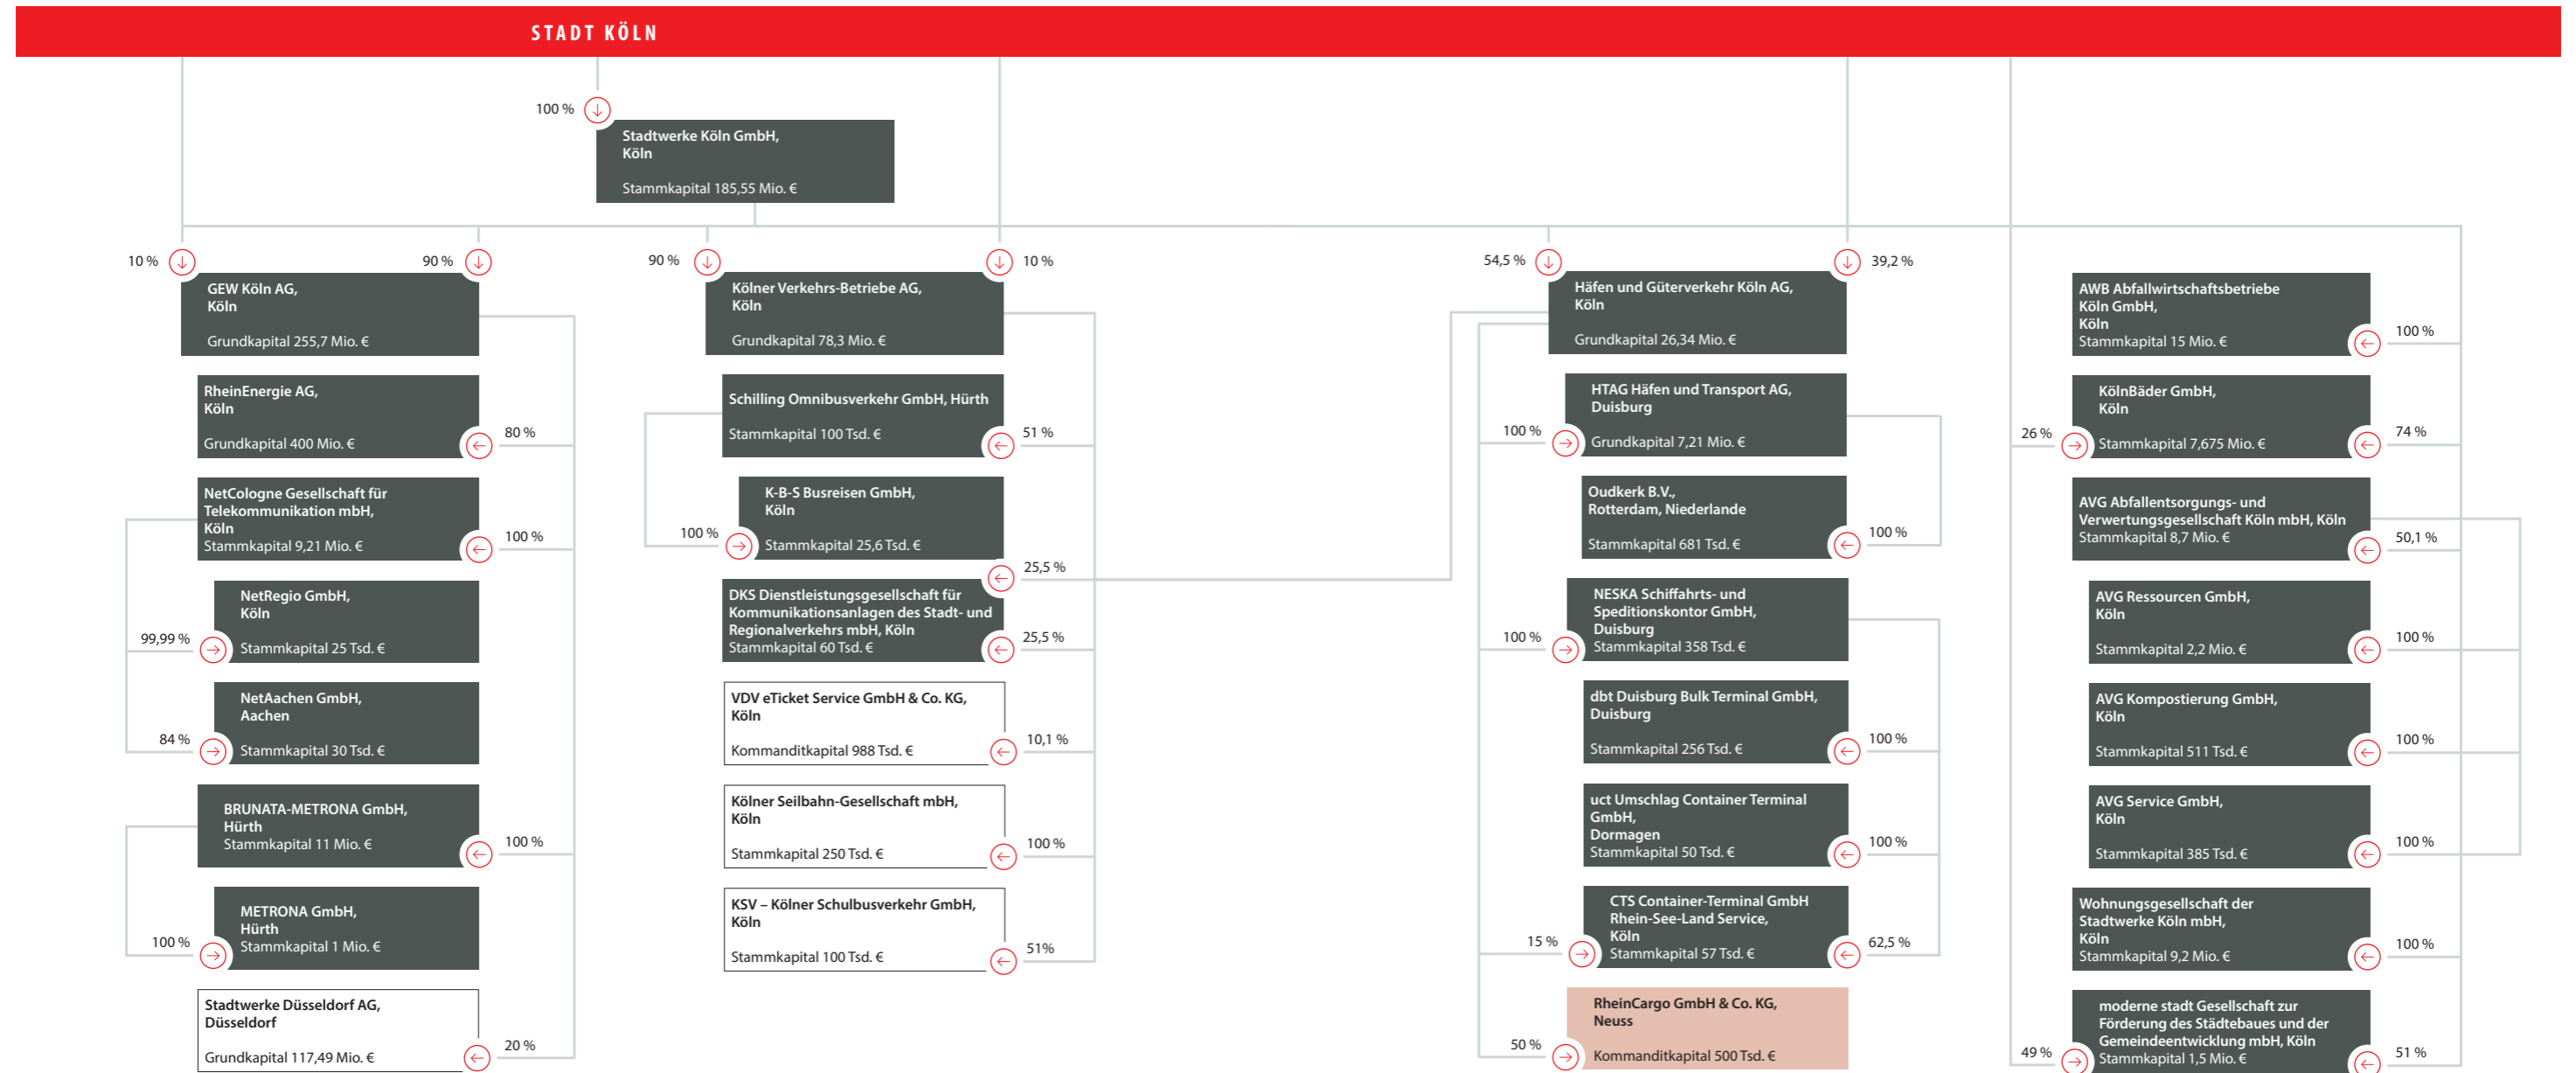 STADT KÖLN
100 %
Stadtwerke Köln GmbH,
Köln
Stammkapital 185,55 Mio. €
10 %
90 %
GEW Köln AG,
Köln
Grundkapital 255,7 Mio. €
RheinEnergie AG,
Köln
Grundkapital 400 Mio. €
80 %
NetCologne Gesellschaft für
Telekommunikation mbH,
Köln
Stammkapital 9,21 Mio. €
100 %
NetRegio GmbH,
Köln
Stammkapital 25 Tsd. €
99,99 %
NetAachen GmbH,
Aachen
Stammkapital 30 Tsd. €
84 %
BRUNATA-METRONA GmbH,
Hürth
Stammkapital 11 Mio. €
100 %
METRONA GmbH,
Hürth
Stammkapital 1 Mio. €
100 %
Stadtwerke Düsseldorf AG,
Düsseldorf
Grundkapital 117,49 Mio. €
20 %
90 %
10 %
Kölner Verkehrs-Betriebe AG,
Köln
Grundkapital 78,3 Mio. €
Schilling Omnibusverkehr GmbH, Hürth
Stammkapital 100 Tsd. €
51 %
K-B-S Busreisen GmbH,
Köln
Stammkapital 25,6 Tsd. €
100 %
25,5 %
DKS Dienstleistungsgesellschaft für
Kommunikationsanlagen des Stadt- und
Regionalverkehrs mbH, Köln
Stammkapital 60 Tsd. €
25,5 %
VDV eTicket Service GmbH & Co. KG,
Köln
Kommanditkapital 988 Tsd. €
10,1 %
Kölner Seilbahn-Gesellschaft mbH,
Köln
Stammkapital 250 Tsd. €
100 %
KSV – Kölner Schulbusverkehr GmbH,
Köln
Stammkapital 100 Tsd. €
51%
54,5 %
39,2 %
Häfen und Güterverkehr Köln AG,
Köln
Grundkapital 26,34 Mio. €
HTAG Häfen und Transport AG,
Duisburg
Grundkapital 7,21 Mio. €
100 %
Oudkerk B.V.,
Rotterdam, Niederlande
Stammkapital 681 Tsd. €
100 %
NESKA Schiffahrts- und
Speditionskontor GmbH,
Duisburg
Stammkapital 358 Tsd. €
100 %
dbt Duisburg Bulk Terminal GmbH,
Duisburg
Stammkapital 256 Tsd. €
100 %
uct Umschlag Container Terminal
GmbH,
Dormagen
Stammkapital 50 Tsd. €
100 %
CTS Container-Terminal GmbH
Rhein-See-Land Service,
Köln
Stammkapital 57 Tsd. €
15 %
62,5 %
RheinCargo GmbH & Co. KG,
Neuss
Kommanditkapital 500 Tsd. €
50 %
AWB Abfallwirtschaftsbetriebe
Köln GmbH,
Köln
Stammkapital 15 Mio. €
100 %
KölnBäder GmbH,
Köln
Stammkapital 7,675 Mio. €
26 %
74 %
AVG Abfallentsorgungs- und
Verwertungsgesellschaft Köln mbH, Köln
Stammkapital 8,7 Mio. €
50,1 %
AVG Ressourcen GmbH,
Köln
Stammkapital 2,2 Mio. €
100 %
AVG Kompostierung GmbH,
Köln
Stammkapital 511 Tsd. €
100 %
AVG Service GmbH,
Köln
Stammkapital 385 Tsd. €
100 %
Wohnungsgesellschaft der
Stadtwerke Köln mbH,
Köln
Stammkapital 9,2 Mio. €
100 %
moderne stadt Gesellschaft zur
Förderung des Städtebaues und der
Gemeindeentwicklung mbH, Köln
Stammkapital 1,5 Mio. €
49 %
51 %